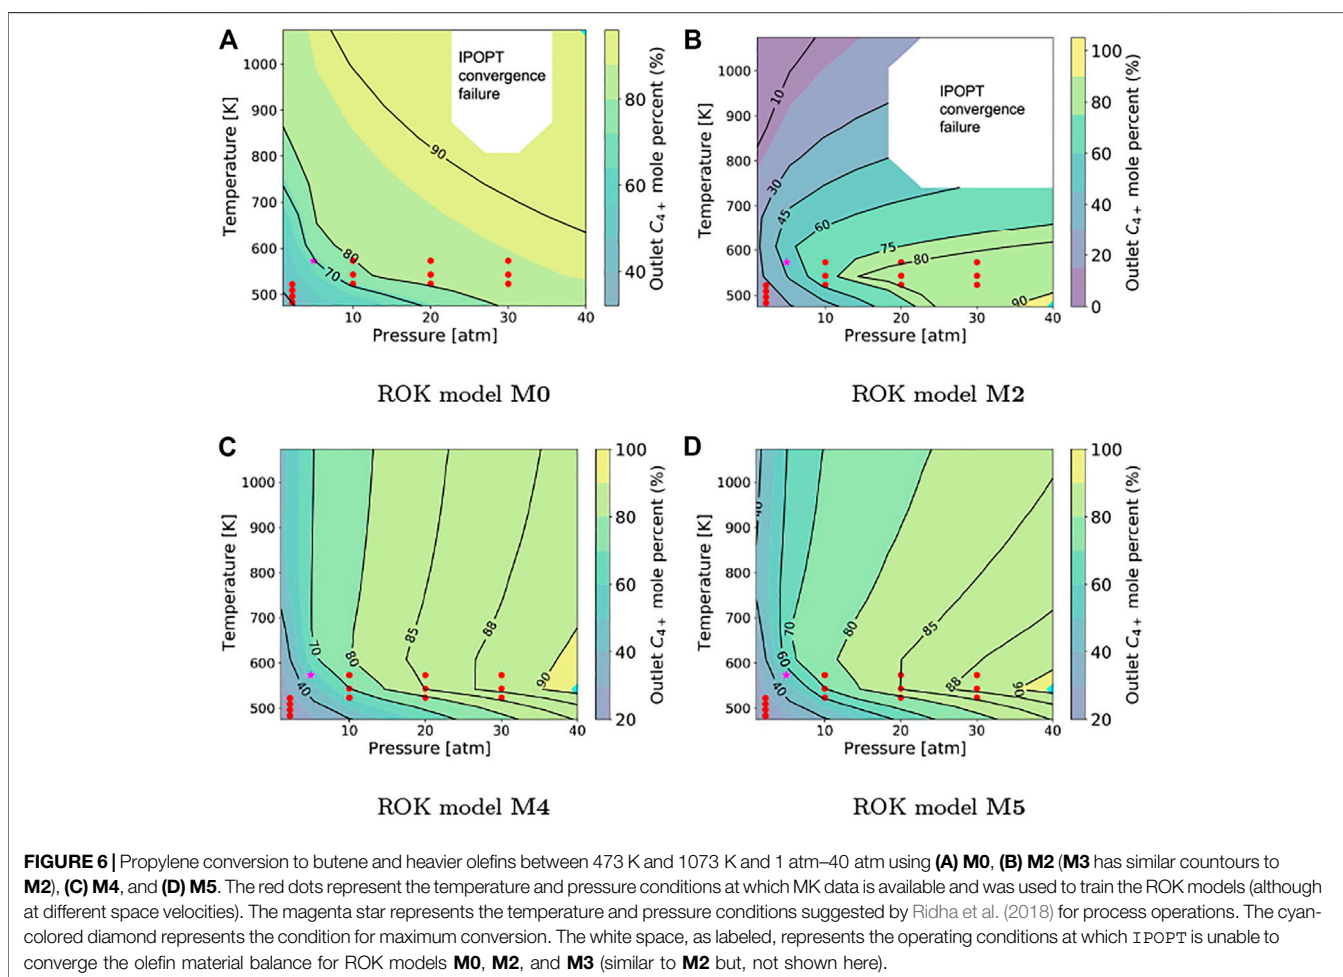 A
IPOPT
convergence
failure
90
80
70
1000
900
800
700
600
500
Temperature [K]
10
20
30
40
Pressure [atm]
80
60
40
Outlet C4+ mole percent (%)
ROK model M0
B
IPOPT
convergence
failure
10
30
45
60
75
80
90
1000
900
800
700
600
500
Temperature [K]
10
20
30
40
Pressure [atm]
100
80
60
40
20
0
Outlet C4+ mole percent (%)
ROK model M2
C
40
70
80
85
88
90
1000
900
800
700
600
500
Temperature [K]
10
20
30
40
Pressure [atm]
100
80
60
40
20
Outlet C4+ mole percent (%)
ROK model M4
D
40
40
60
70
80
85
88
90
1000
900
800
700
600
500
Temperature [K]
10
20
30
40
Pressure [atm]
100
80
60
40
20
Outlet C4+ mole percent (%)
ROK model M5
FIGURE 6 | Propylene conversion to butene and heavier olefins between 473 K and 1073 K and 1 atm–40 atm using (A) M0, (B) M2 (M3 has similar countours to
M2), (C) M4, and (D) M5. The red dots represent the temperature and pressure conditions at which MK data is available and was used to train the ROK models (although
at different space velocities). The magenta star represents the temperature and pressure conditions suggested by Ridha et al. (2018) for process operations. The cyan-
colored diamond represents the condition for maximum conversion. The white space, as labeled, represents the operating conditions at which IPOPT is unable to
converge the olefin material balance for ROK models M0, M2, and M3 (similar to M2 but, not shown here).